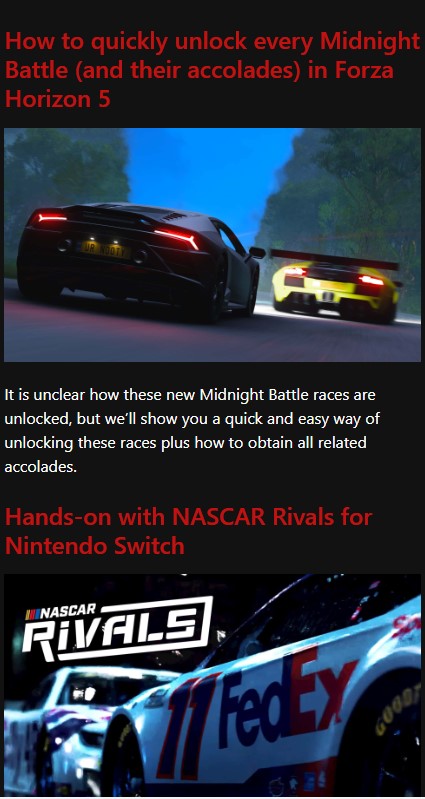 How to quickly unlock every Midnight
Battle (and their accolades) in Forza
Horizon 5
It is unclear how these new Midnight Battle races are
unlocked, but we'll show you a quick and easy way of
unlocking these races plus how to obtain all related
accolades.
Hands-on with NASCAR Rivals for
Nintendo Switch
NASCAR
RIVALS
11 FedEx